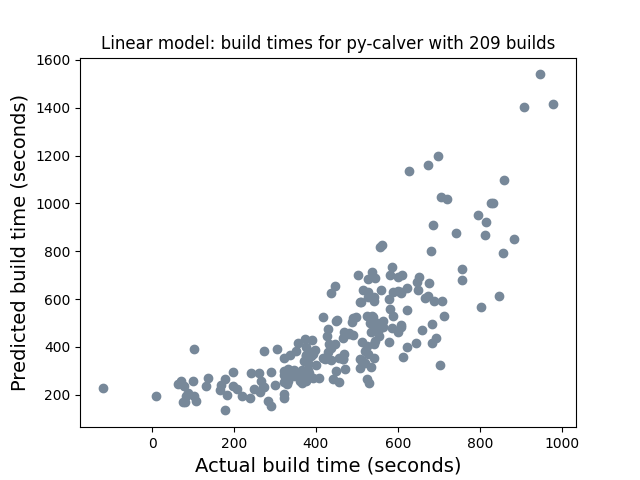 Linear model: build times for py-calver with 209 builds
Predicted build time (seconds)
1600
1400
1200
1000
800
600
400
200
0 200 400 600 800 1000
Actual build time (seconds)